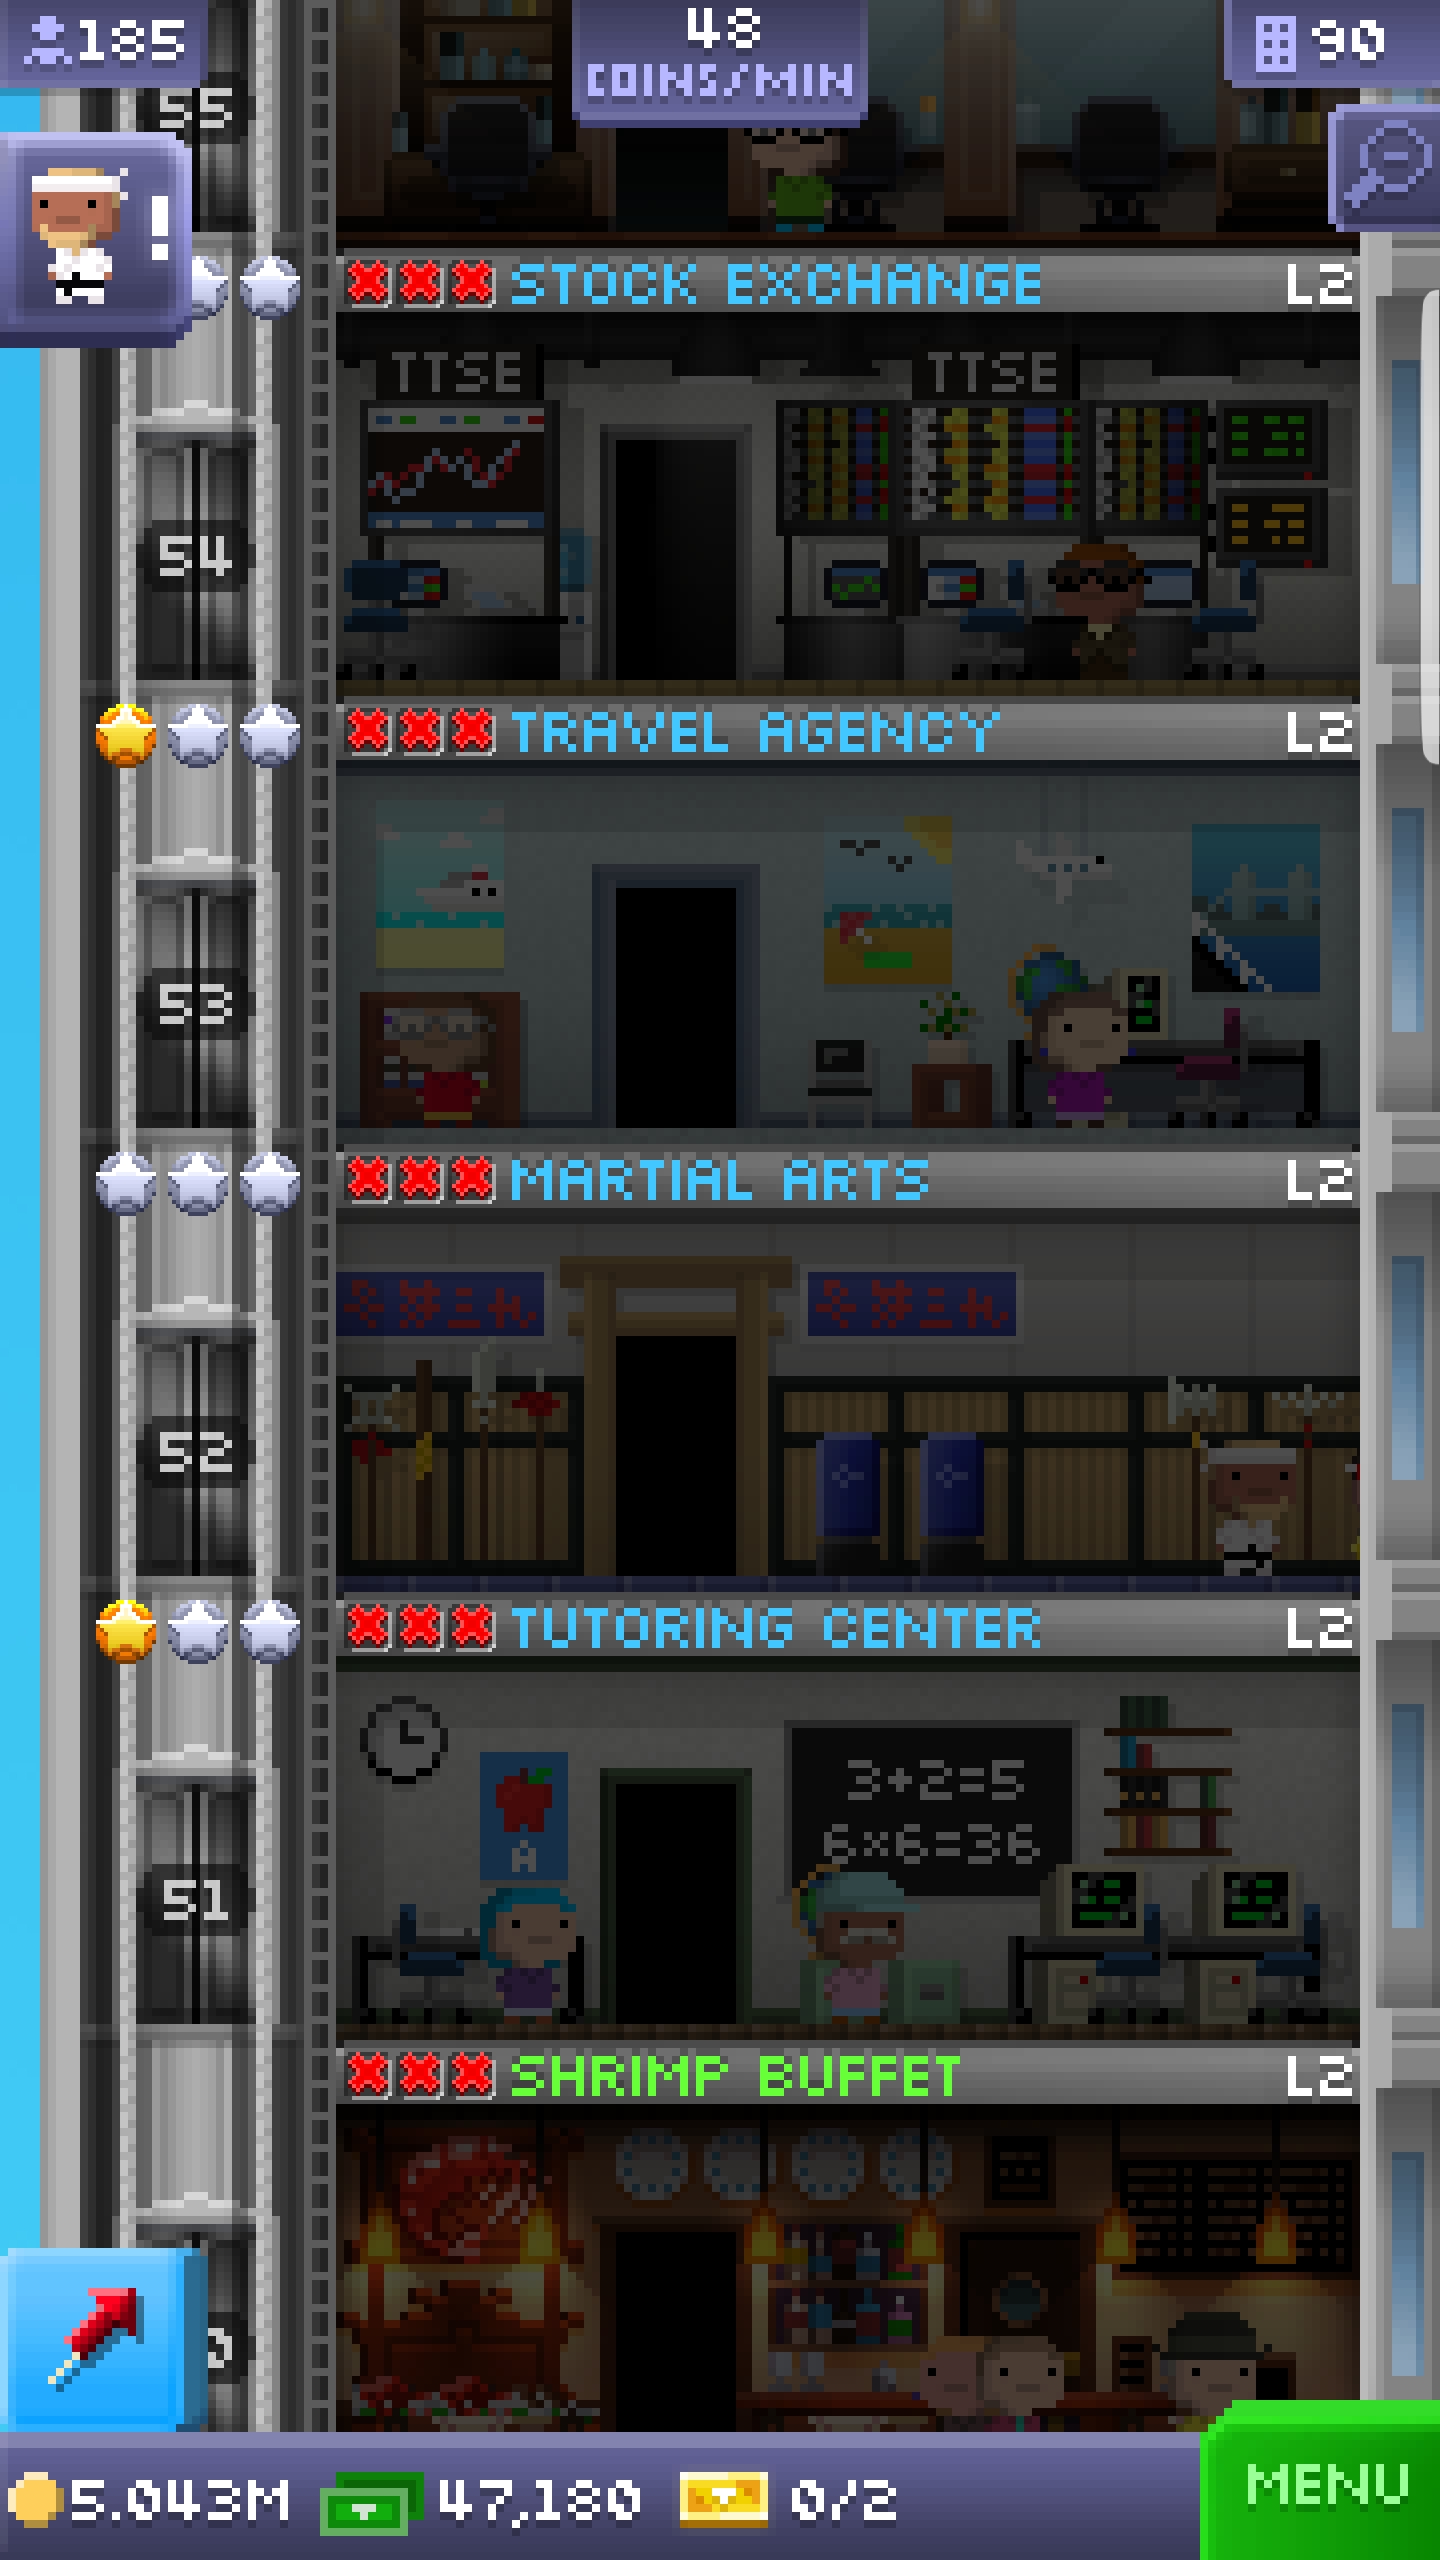 185
48
COINS/MIN
90
55
!
STOCK EXCHANGE L2
TTSE TTSE
54
TRAVEL AGENCY L2
53
MARTIAL ARTS L2
52
TUTORING CENTER L2
3+2=5
6×6=36
A
51
SHRIMP BUFFET L2
5.043M 47,180 0/2
MENU